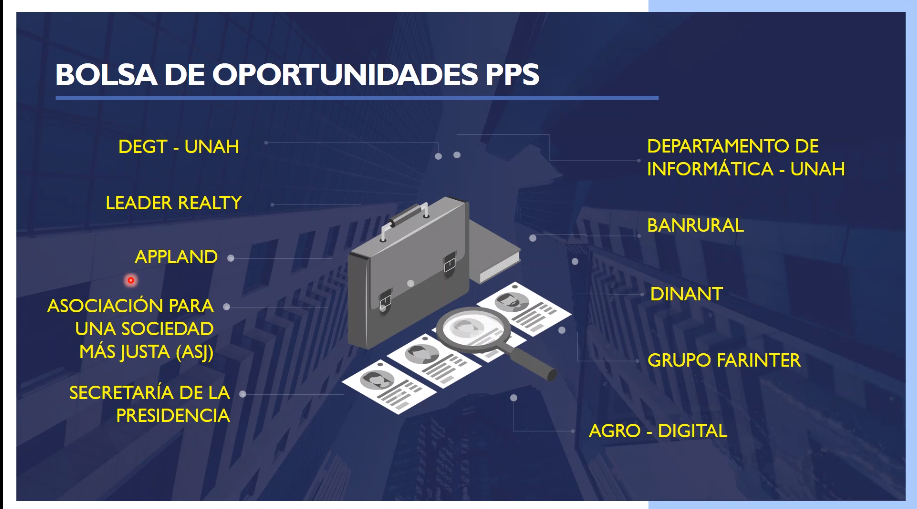 BOLSA DE OPORTUNIDADES PPS
DEGT - UNAH
LEADER REALTY
APPLAND
ASOCIACIÓN PARA
UNA SOCIEDAD
MÁS JUSTA (ASJ)
SECRETARÍA DE LA
PRESIDENCIA
DEPARTAMENTO DE
INFORMÁTICA - UNAH
BANRURAL
DINANT
GRUPO FARINTER
AGRO - DIGITAL